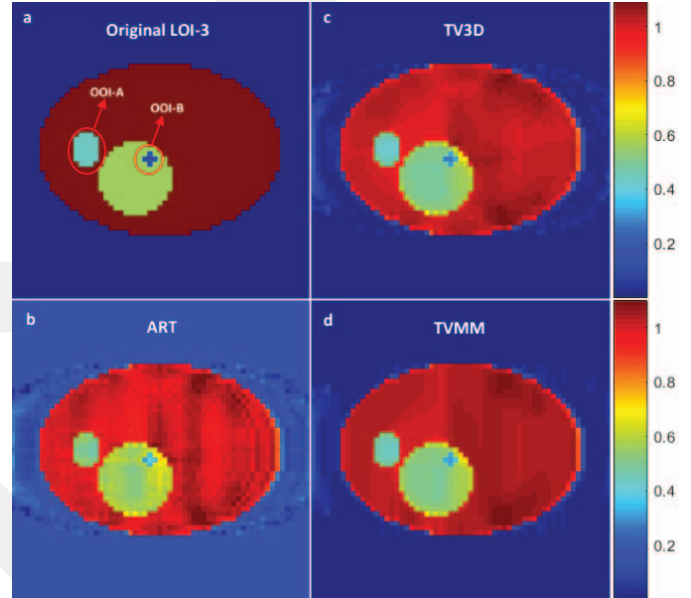 a
Original LOI-3
OOI-A
OOI-B
c
TV3D
1
0.8
0.6
0.4
0.2
b
ART
d
TVMM
1
0.8
0.6
0.4
0.2